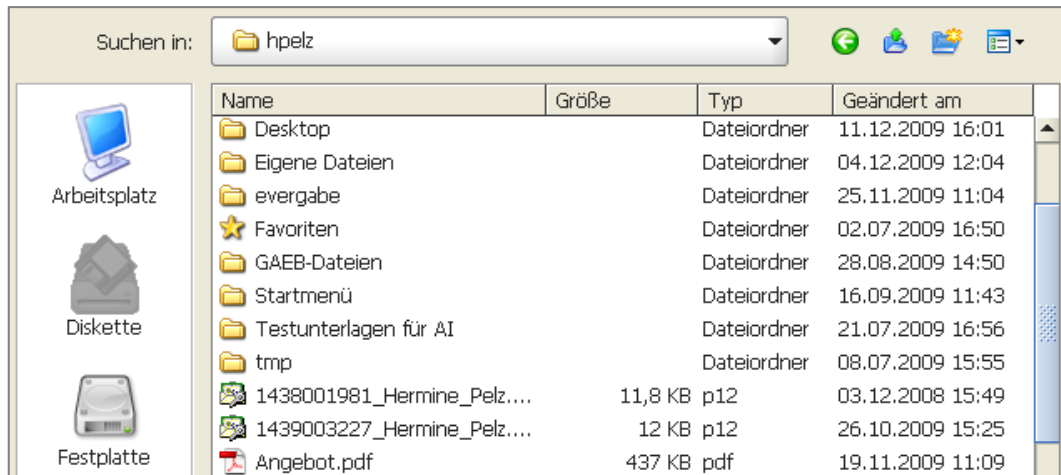 Suchen in: hpelz
Name Größe Typ Geändert am
Desktop Dateiordner 11.12.2009 16:01
Eigene Dateien Dateiordner 04.12.2009 12:04
Arbeitsplatz evergabe Dateiordner 25.11.2009 11:04
Favoriten Dateiordner 02.07.2009 16:50
GAEB-Dateien Dateiordner 28.08.2009 14:50
Startmenü Dateiordner 16.09.2009 11:43
Diskette Testunterlagen für AI Dateiordner 21.07.2009 16:56
tmp Dateiordner 08.07.2009 15:55
1438001981_Hermine_Pelz.... 11,8 KB p12 03.12.2008 15:49
1439003227_Hermine_Pelz.... 12 KB p12 26.10.2009 15:25
Festplatte Angebot.pdf 437 KB pdf 19.11.2009 11:09